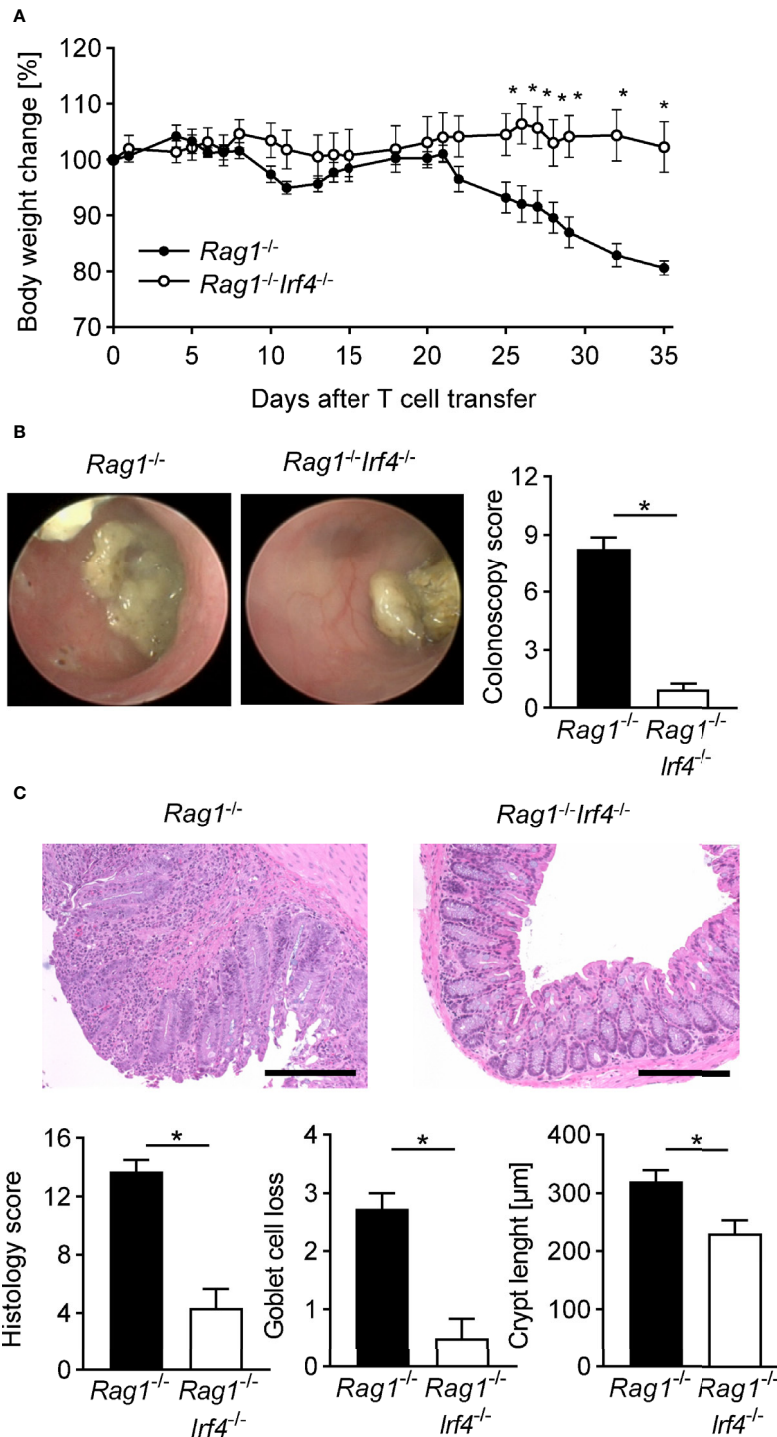 A
Body weight change [%]
120
110
100
90
80
70
* * * * * * *
Rag1-/-
Rag1-/-Irf4-/-
0 5 10 15 20 25 30 35
Days after T cell transfer
B
Rag1-/-
Rag1-/-Irf4-/-
Colonoscopy score
12
9
6
3
0
*
Rag1-/-
Rag1-/-
Irf4-/-
C
Rag1-/-
Rag1-/-Irf4-/-
Histology score
16
12
8
4
0
*
Rag1-/-
Rag1-/-
Irf4-/-
Goblet cell loss
4
3
2
1
0
*
Rag1-/-
Rag1-/-
Irf4-/-
Crypt lenght [µm]
400
300
200
100
0
*
Rag1-/-
Rag1-/-
Irf4-/-